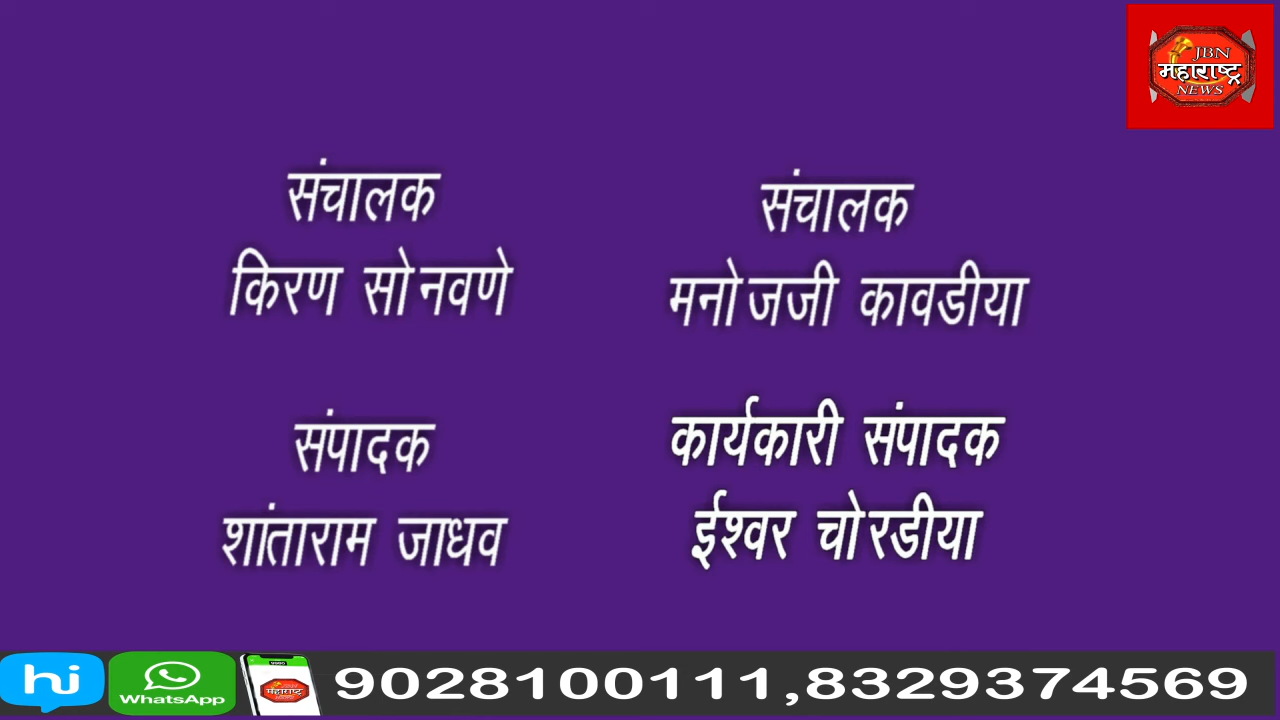 JBN
महाराष्ट्र
NEWS
संचालक
किरण सोनवणे
संचालक
मनोजजी कावडीया
संपादक
शांताराम जाधव
कार्यकारी संपादक
ईश्वर चोरडीया
hi
WhatsApp
महाराष्ट्र
9028100111,8329374569